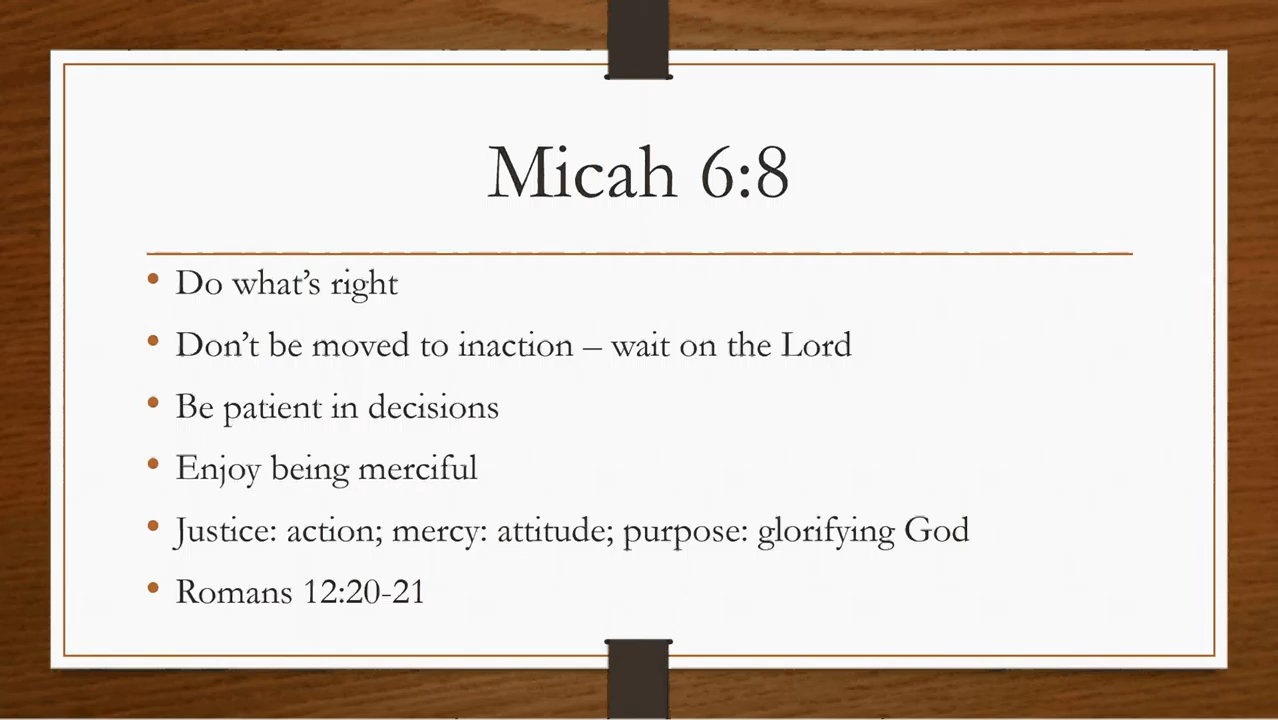 Micah 6:8
• Do what’s right
• Don’t be moved to inaction – wait on the Lord
• Be patient in decisions
• Enjoy being merciful
• Justice: action; mercy: attitude; purpose: glorifying God
• Romans 12:20-21